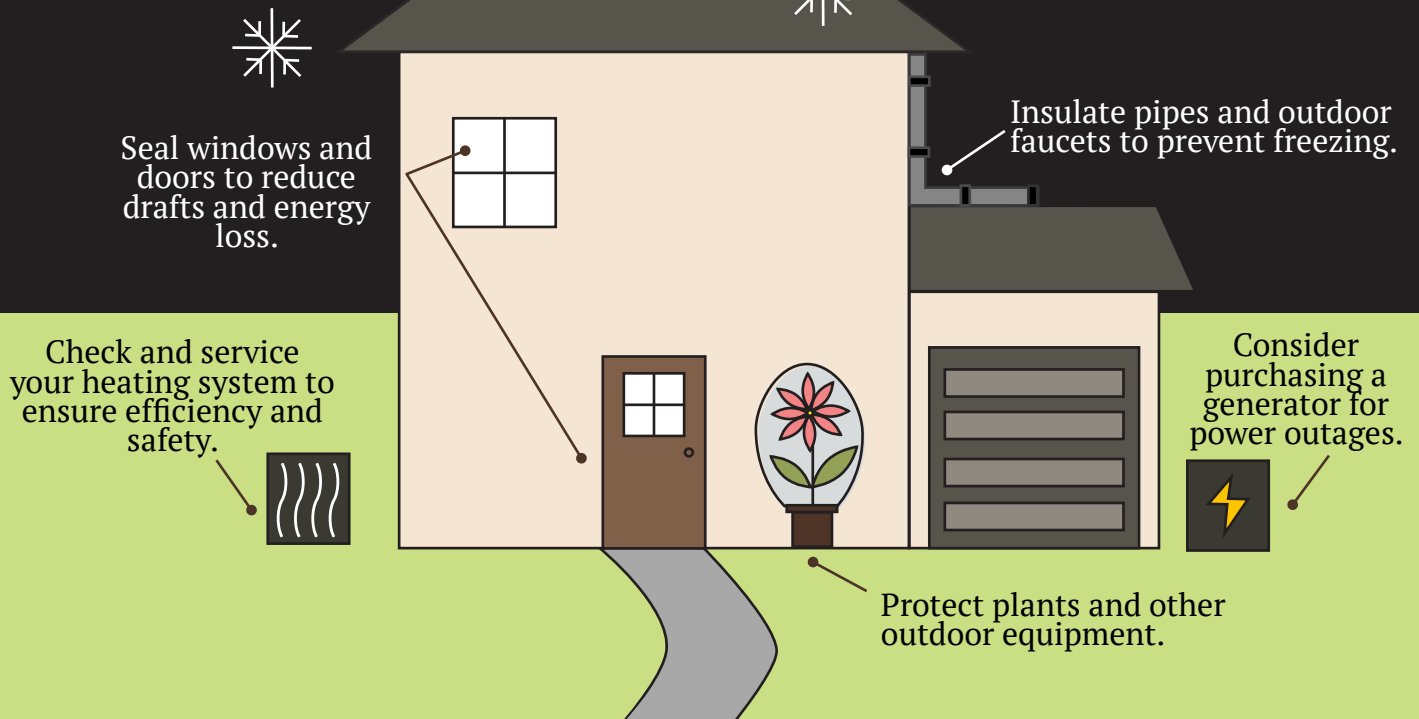 Seal windows and
doors to reduce
drafts and energy
loss.
Insulate pipes and outdoor
faucets to prevent freezing.
Check and service
your heating system to
ensure efficiency and
safety.
Consider
purchasing a
generator for
power outages.
Protect plants and other
outdoor equipment.